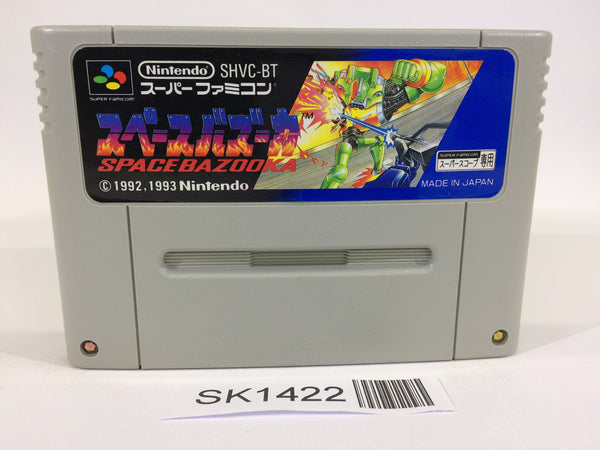 Nintendo SHVC-BT
スーパーファミコン
SUPER FAMICOM
スペースバズーカ™
SPACE BAZOOKA
© 1992,1993 Nintendo
SUPER FAMICOM
スーパースコープ 専用
MADE IN JAPAN
SK1422